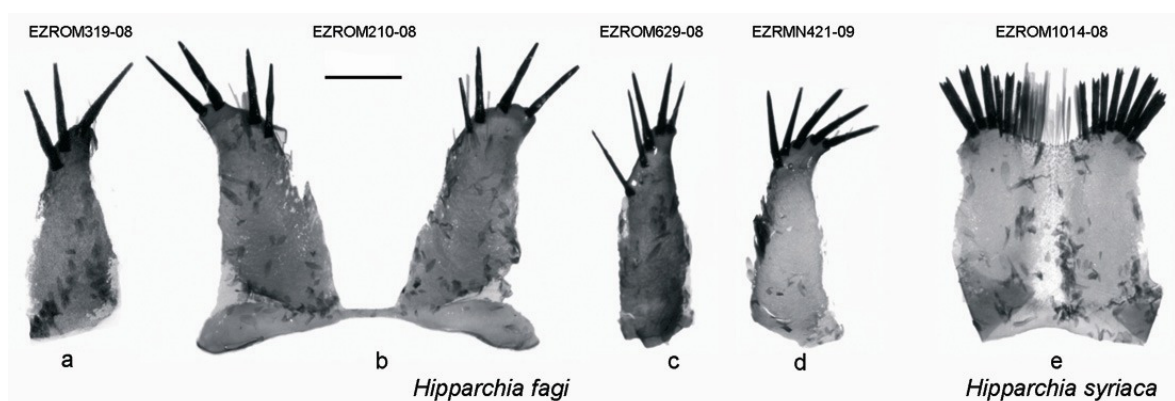 EZROM319-08 EZROM210-08 EZROM629-08 EZRMN421-09 EZROM1014-08
a b c d e
Hipparchia fagi Hipparchia syriaca